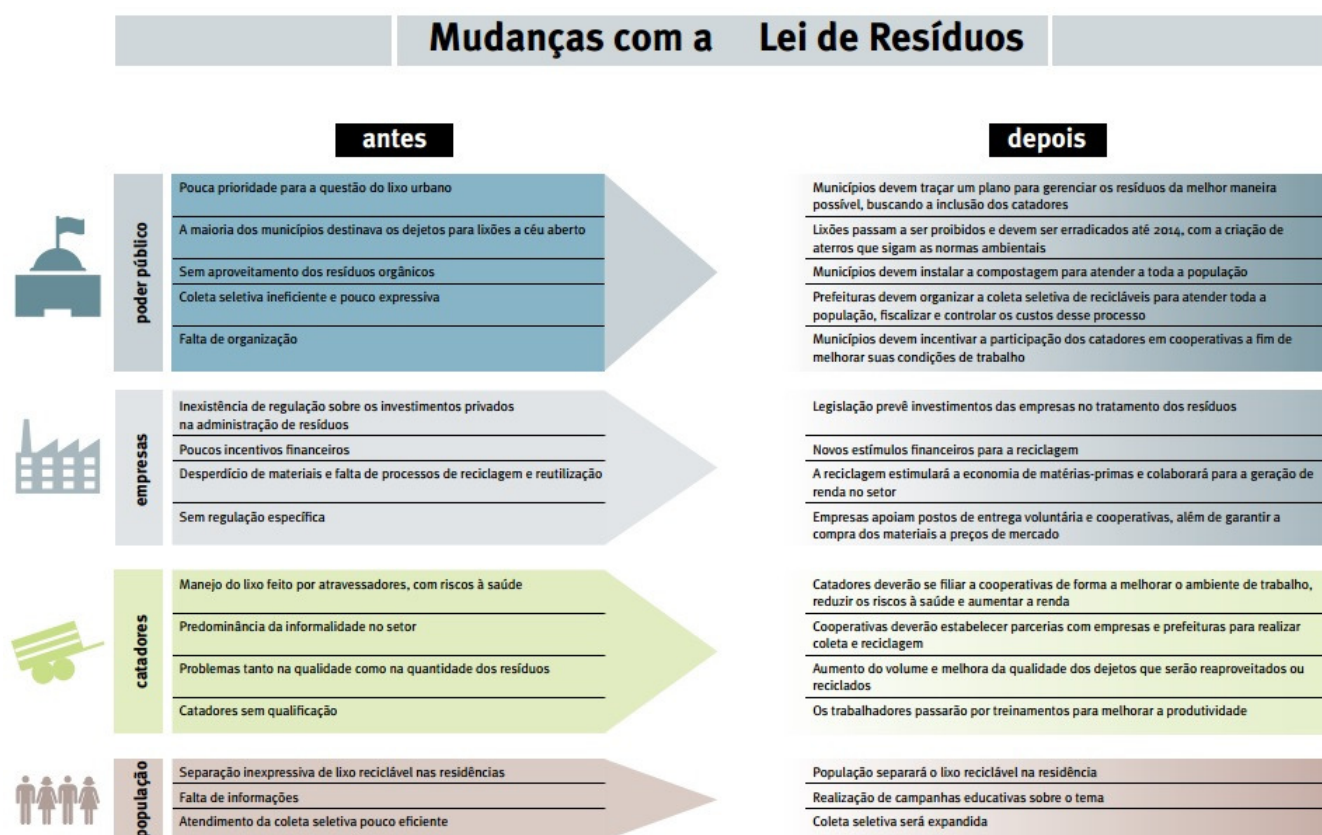 Mudanças com a Lei de Resíduos
antes
depois
poder público
Pouca prioridade para a questão do lixo urbano
Municípios devem traçar um plano para gerenciar os resíduos da melhor maneira
possível, buscando a inclusão dos catadores
A maioria dos municípios destinava os dejetos para lixões a céu aberto
Lixões passam a ser proibidos e devem ser erradicados até 2014, com a criação de
aterros que sigam as normas ambientais
Sem aproveitamento dos resíduos orgânicos
Municípios devem instalar a compostagem para atender a toda a população
Coleta seletiva ineficiente e pouco expressiva
Prefeituras devem organizar a coleta seletiva de recicláveis para atender toda a
população, fiscalizar e controlar os custos desse processo
Falta de organização
Municípios devem incentivar a participação dos catadores em cooperativas a fim de
melhorar suas condições de trabalho
empresas
Inexistência de regulação sobre os investimentos privados
na administração de resíduos
Legislação prevê investimentos das empresas no tratamento dos resíduos
Poucos incentivos financeiros
Novos estímulos financeiros para a reciclagem
Desperdício de materiais e falta de processos de reciclagem e reutilização
A reciclagem estimulará a economia de matérias-primas e colaborará para a geração de
renda no setor
Sem regulação específica
Empresas apoiam postos de entrega voluntária e cooperativas, além de garantir a
compra dos materiais a preços de mercado
catadores
Manejo do lixo feito por atravessadores, com riscos à saúde
Catadores deverão se filiar a cooperativas de forma a melhorar o ambiente de trabalho,
reduzir os riscos à saúde e aumentar a renda
Predominância da informalidade no setor
Cooperativas deverão estabelecer parcerias com empresas e prefeituras para realizar
coleta e reciclagem
Problemas tanto na qualidade como na quantidade dos resíduos
Aumento do volume e melhora da qualidade dos dejetos que serão reaproveitados ou
reciclados
Catadores sem qualificação
Os trabalhadores passarão por treinamentos para melhorar a produtividade
população
Separação inexpressiva de lixo reciclável nas residências
População separará o lixo reciclável na residência
Falta de informações
Realização de campanhas educativas sobre o tema
Atendimento da coleta seletiva pouco eficiente
Coleta seletiva será expandida